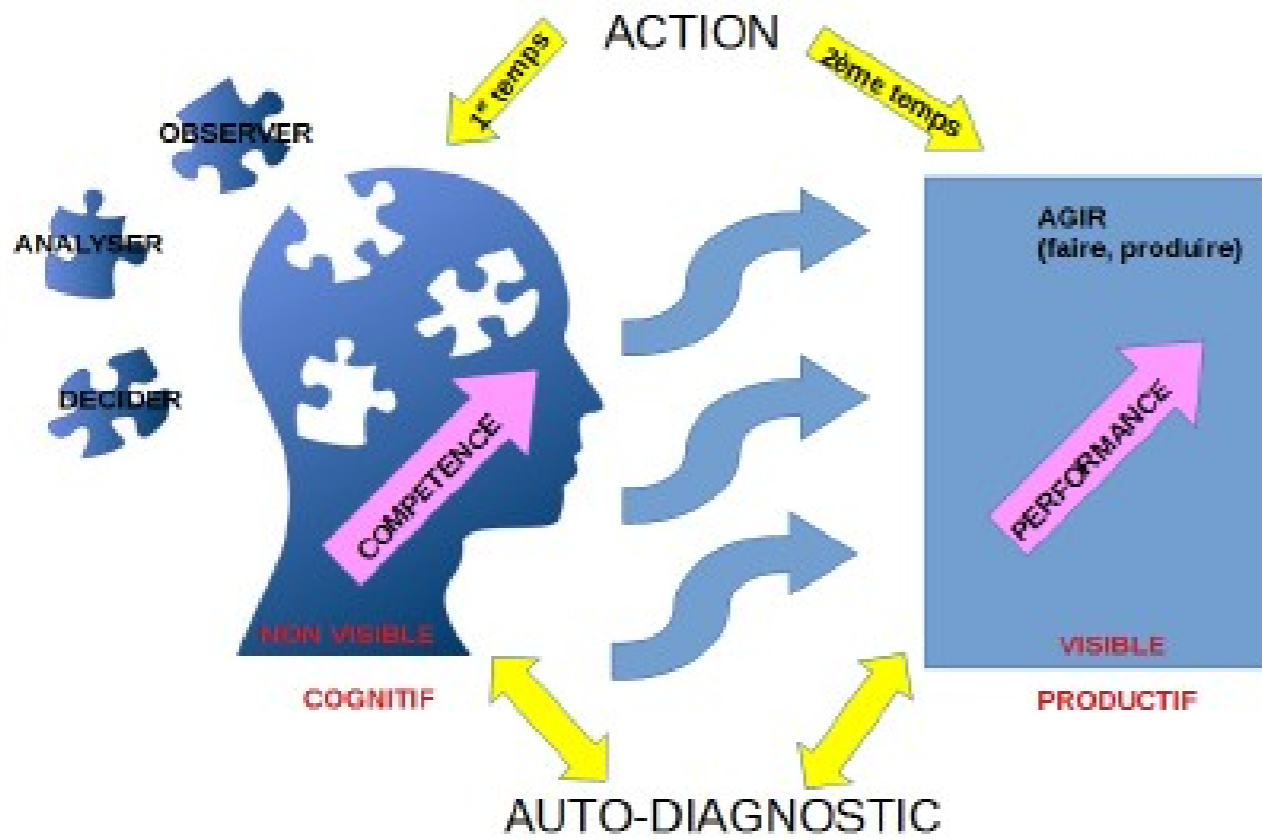 ACTION
1er temps
2ème temps
OBSERVER
ANALYSER
DECIDER
AGIR
(faire, produire)
COMPETENCE
PERFORMANCE
NON VISIBLE
VISIBLE
COGNITIF
PRODUCTIF
AUTO-DIAGNOSTIC